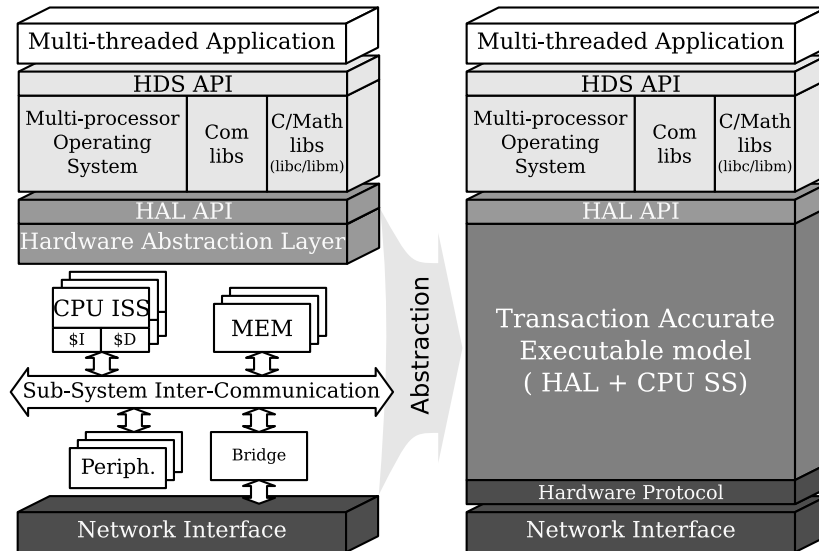 Multi-threaded Application
HDS API
Multi-processor
Operating
System
Com
libs
C/Math
libs
(libc/libm)
HAL API
Hardware Abstraction Layer
CPU ISS
$I
$D
MEM
Sub-System Inter-Communication
Periph.
Bridge
Network Interface
Abstraction
Multi-threaded Application
HDS API
Multi-processor
Operating
System
Com
libs
C/Math
libs
(libc/libm)
HAL API
Transaction Accurate
Executable model
( HAL + CPU SS)
Hardware Protocol
Network Interface